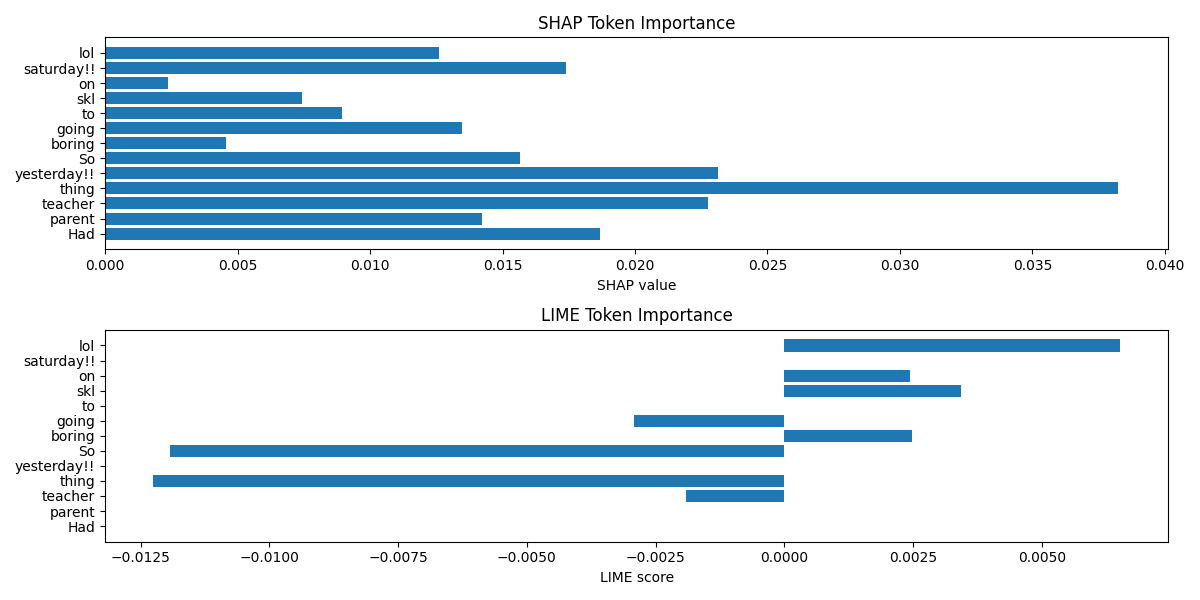 SHAP Token Importance
lol
saturday!!
on
skl
to
going
boring
So
yesterday!!
thing
teacher
parent
Had
0.000 0.005 0.010 0.015 0.020 0.025 0.030 0.035 0.040
SHAP value
LIME Token Importance
lol
saturday!!
on
skl
to
going
boring
So
yesterday!!
thing
teacher
parent
Had
−0.0125 −0.0100 −0.0075 −0.0050 −0.0025 0.0000 0.0025 0.0050
LIME score